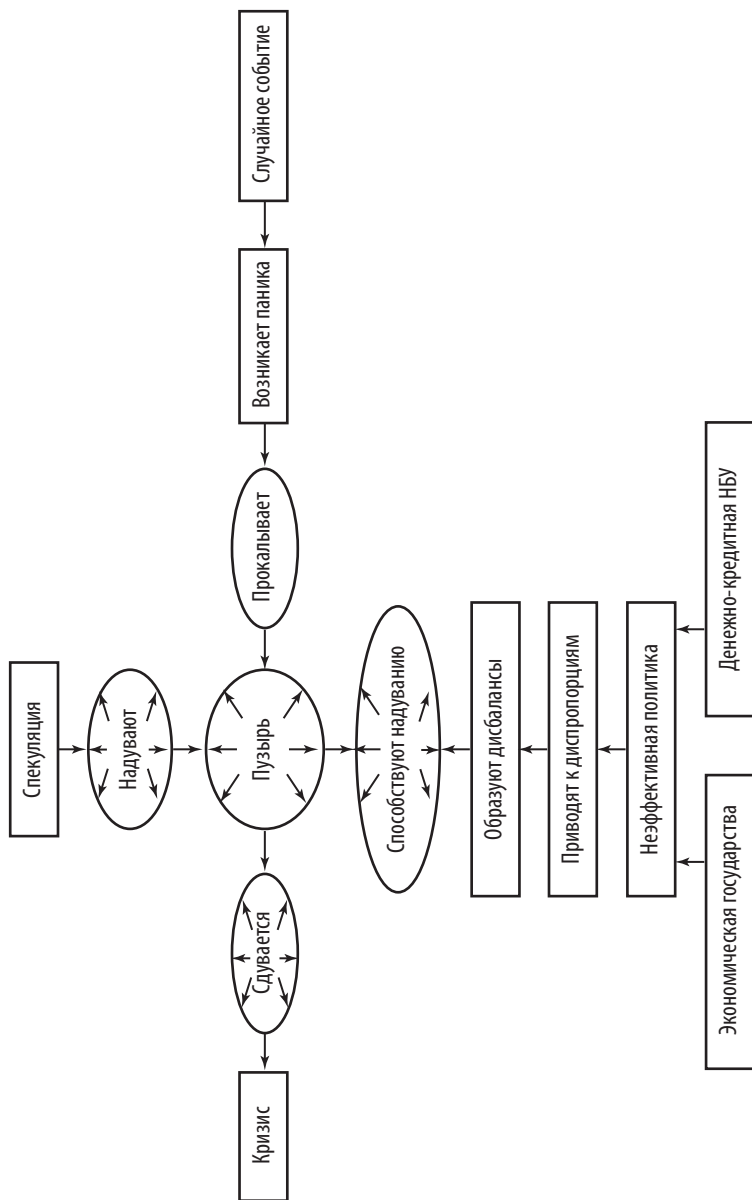 Случайное событие
Возникает паника
Прокалывает
Спекуляция
Надувают
Пузырь
Способствуют надуванию
Образуют дисбалансы
Приводят к диспропорциям
Неэффективная политика
Денежно-кредитная НБУ
Экономическая государства
Сдувается
Кризис